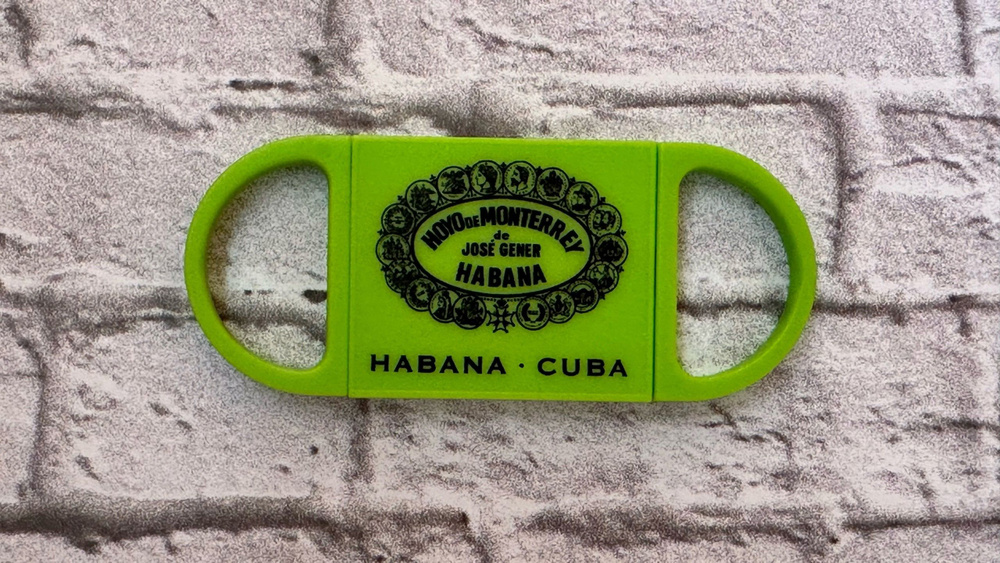 HOYO DE MONTERREY
de
JOSÉ GENER
HABANA
HABANA · CUBA